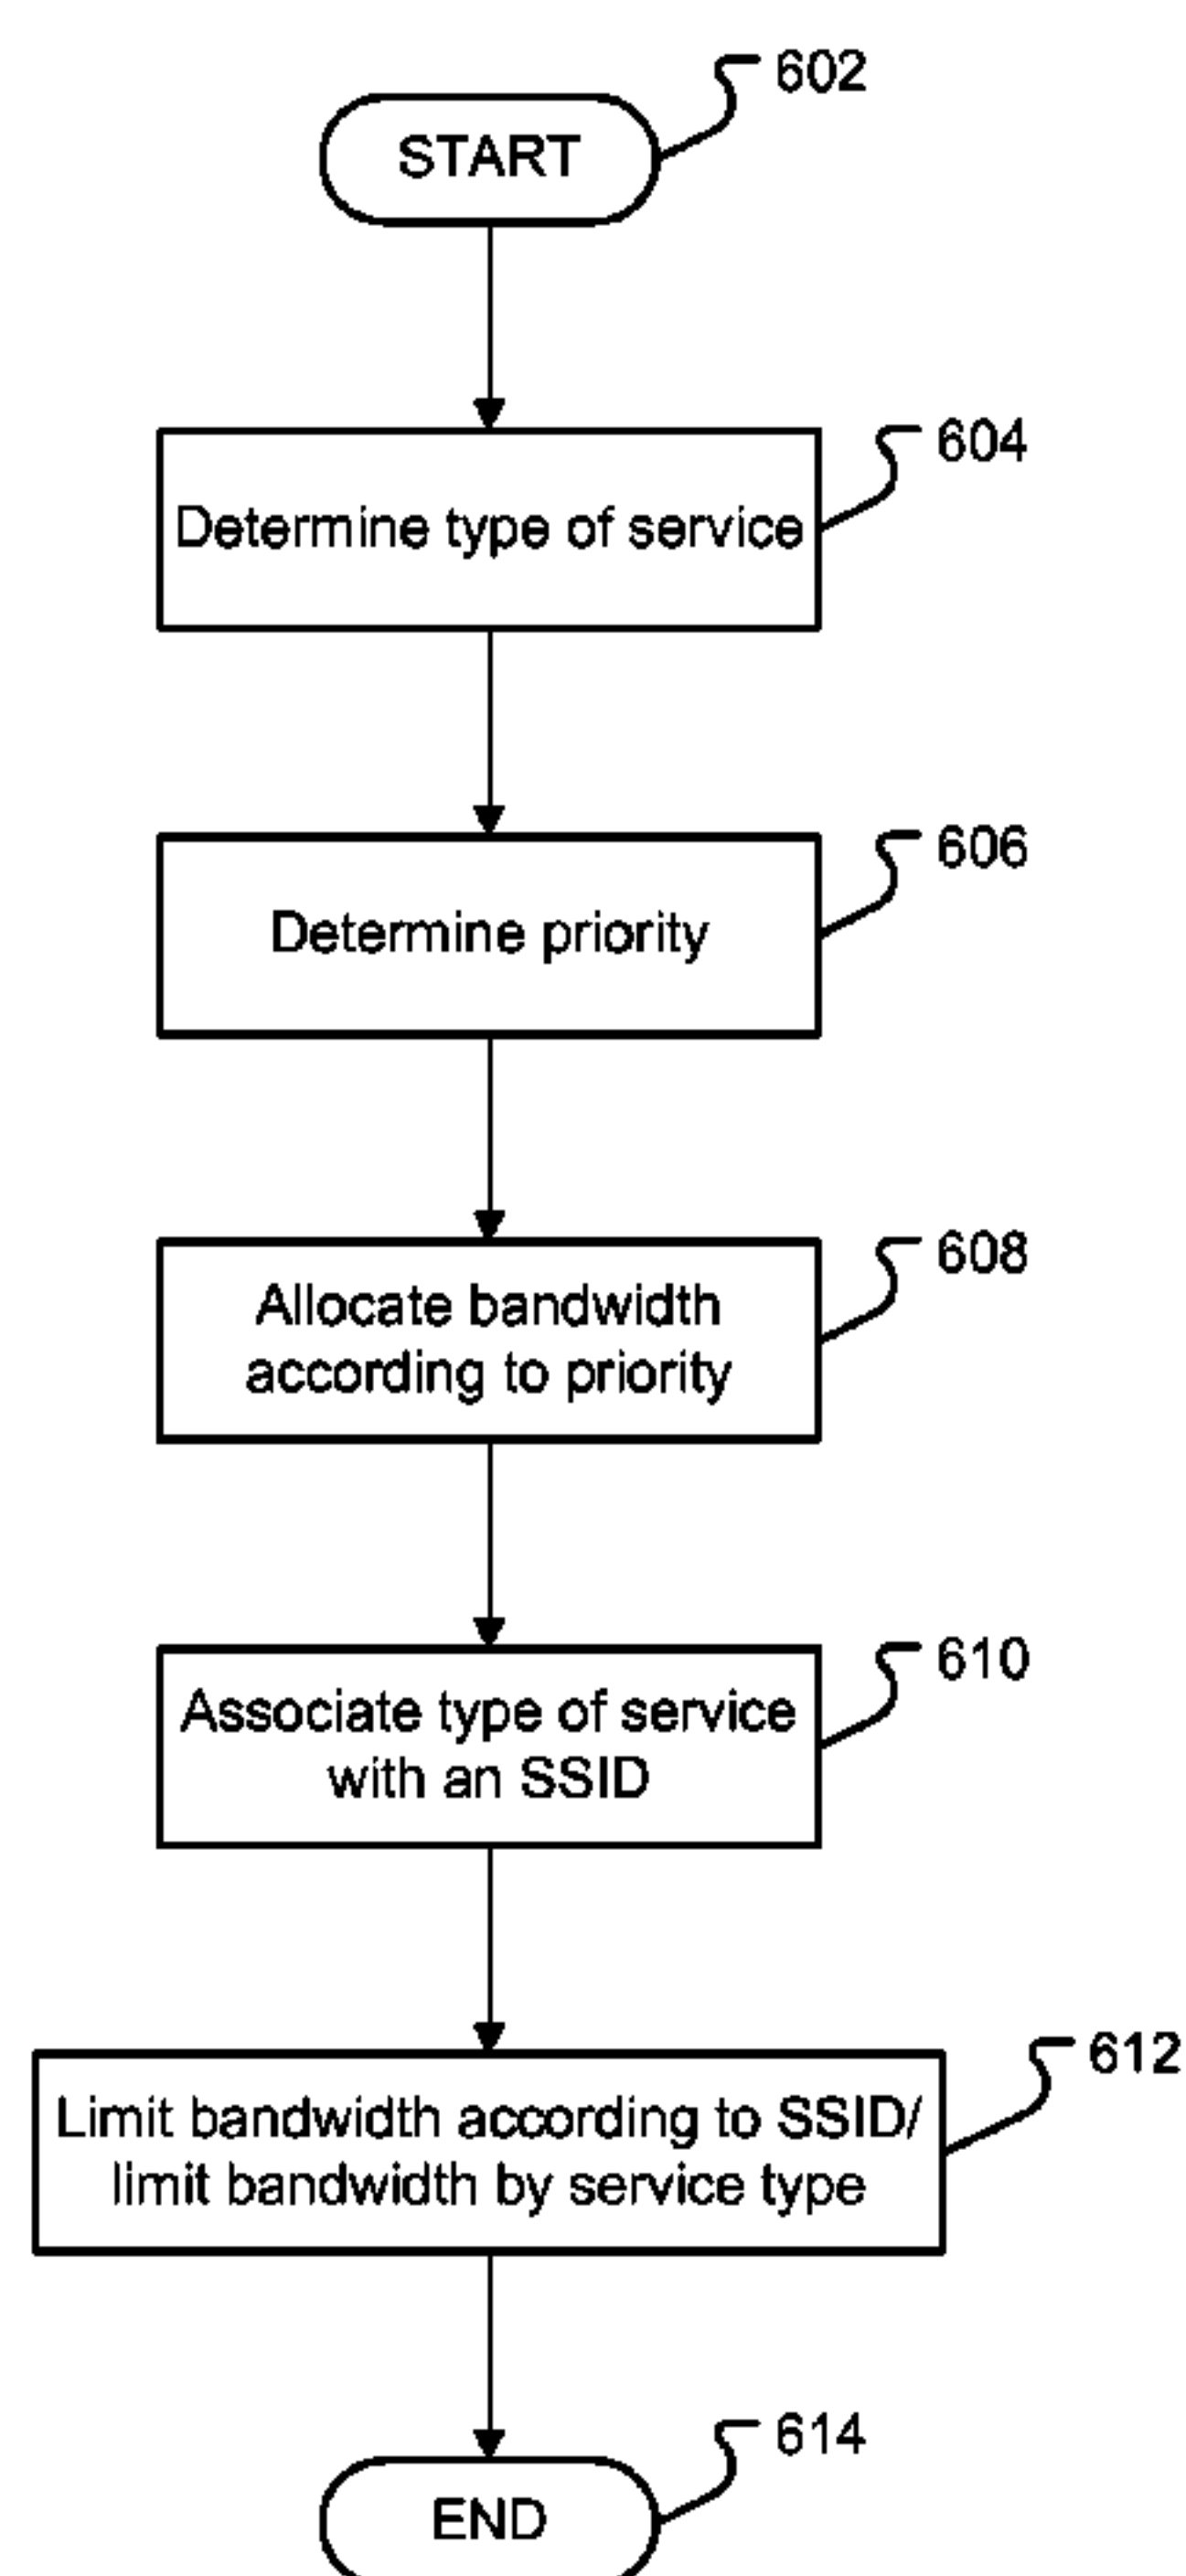 602
START
604
Determine type of service
606
Determine priority
608
Allocate bandwidth
according to priority
610
Associate type of service
with an SSID
612
Limit bandwidth according to SSID/
limit bandwidth by service type
614
END